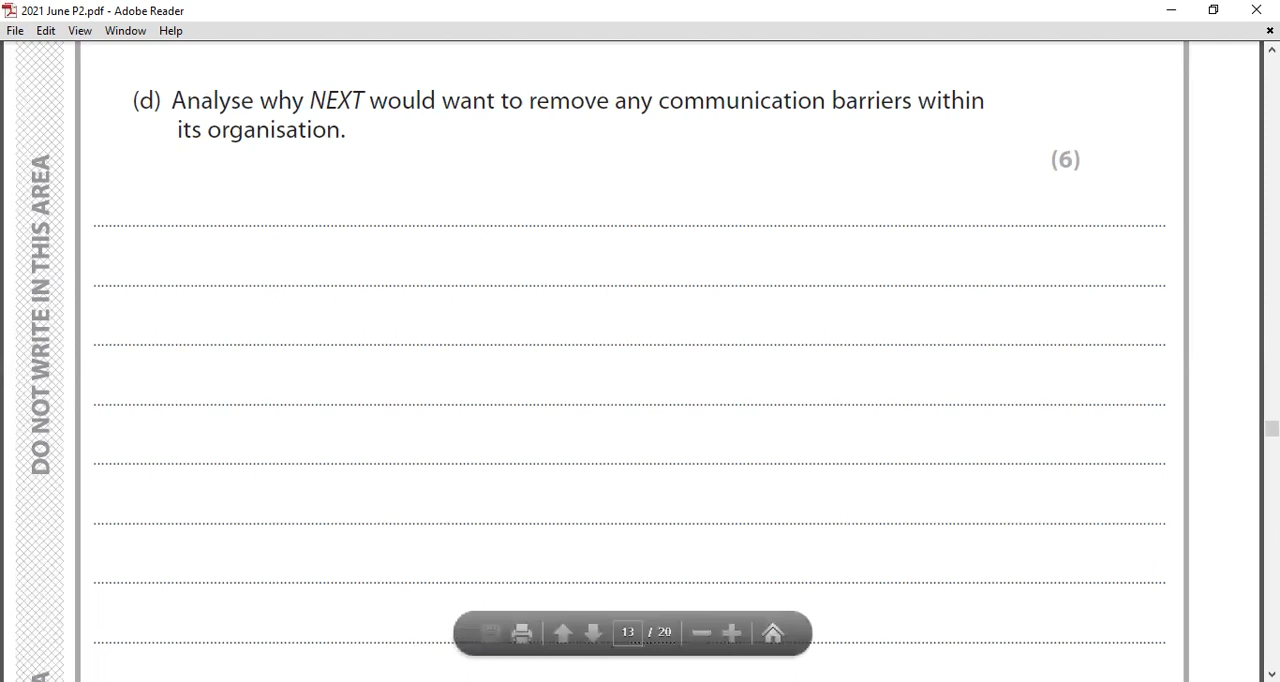 2021 June P2.pdf - Adobe Reader
File Edit View Window Help
(d) Analyse why NEXT would want to remove any communication barriers within
its organisation.
(6)
DO NOT WRITE IN THIS AREA
13 / 20
A